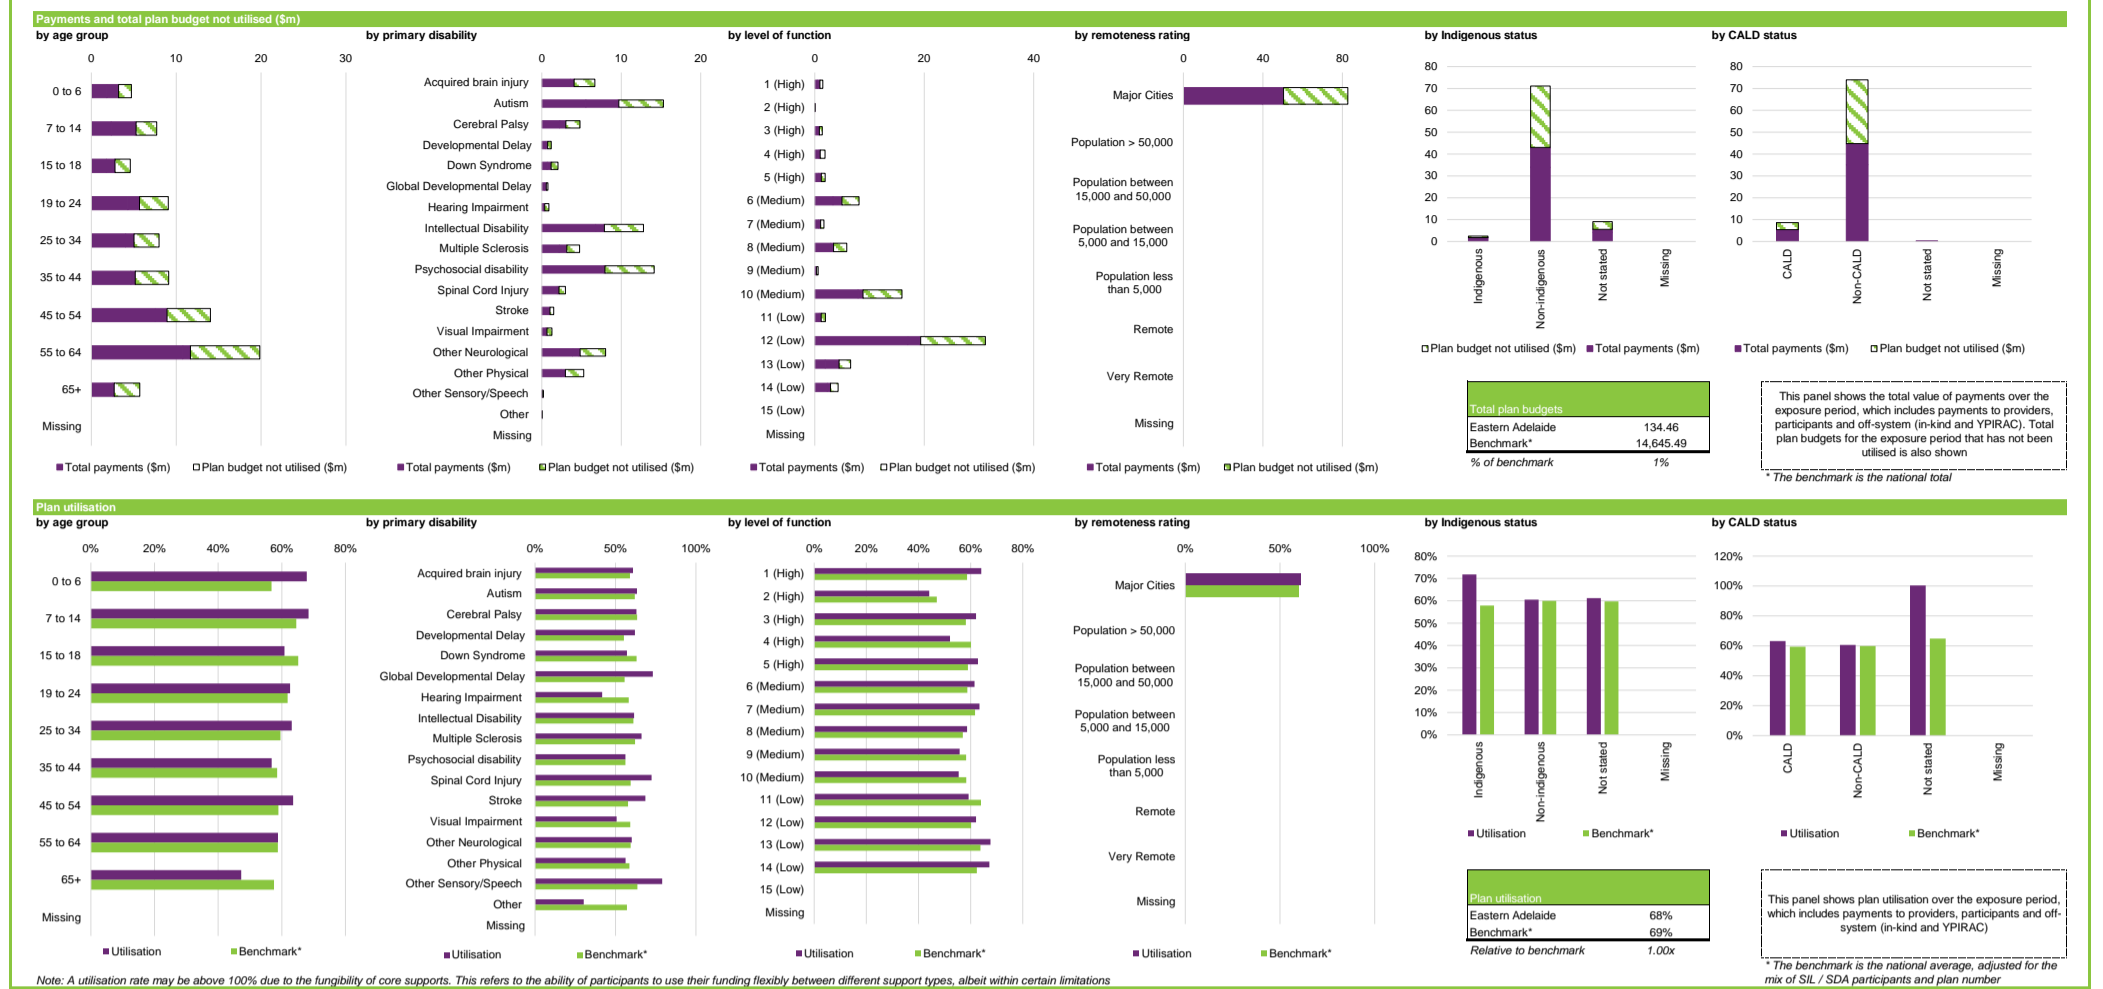 Payments and total plan budget not utilised ($m)
by age group
0 10 20 30
0 to 6
7 to 14
15 to 18
19 to 24
25 to 34
35 to 44
45 to 54
55 to 64
65+
Missing
Total payments ($m) Plan budget not utilised ($m)
by primary disability
0 10 20
Acquired brain injury
Autism
Cerebral Palsy
Developmental Delay
Down Syndrome
Global Developmental Delay
Hearing Impairment
Intellectual Disability
Multiple Sclerosis
Psychosocial disability
Spinal Cord Injury
Stroke
Visual Impairment
Other Neurological
Other Physical
Other Sensory/Speech
Other
Missing
Total payments ($m) Plan budget not utilised ($m)
by level of function
0 20 40
1 (High)
2 (High)
3 (High)
4 (High)
5 (High)
6 (Medium)
7 (Medium)
8 (Medium)
9 (Medium)
10 (Medium)
11 (Low)
12 (Low)
13 (Low)
14 (Low)
15 (Low)
Missing
Total payments ($m) Plan budget not utilised ($m)
by remoteness rating
0 40 80
Major Cities
Population > 50,000
Population between
15,000 and 50,000
Population between
5,000 and 15,000
Population less
than 5,000
Remote
Very Remote
Missing
Total payments ($m) Plan budget not utilised ($m)
by Indigenous status
80
70
60
50
40
30
20
10
0
Indigenous
Non-indigenous
Not stated
Missing
Plan budget not utilised ($m) Total payments ($m)
by CALD status
80
70
60
50
40
30
20
10
0
CALD
Non-CALD
Not stated
Missing
Total payments ($m) Plan budget not utilised ($m)
Total plan budgets
Eastern Adelaide 134.46
Benchmark* 14,645.49
% of benchmark 1%
This panel shows the total value of payments over the
exposure period, which includes payments to providers,
participants and off-system (in-kind and YPIRAC). Total
plan budgets for the exposure period that has not been
utilised is also shown
* The benchmark is the national total
Plan utilisation
by age group
0% 20% 40% 60% 80%
0 to 6
7 to 14
15 to 18
19 to 24
25 to 34
35 to 44
45 to 54
55 to 64
65+
Missing
Utilisation Benchmark*
by primary disability
0% 50% 100%
Acquired brain injury
Autism
Cerebral Palsy
Developmental Delay
Down Syndrome
Global Developmental Delay
Hearing Impairment
Intellectual Disability
Multiple Sclerosis
Psychosocial disability
Spinal Cord Injury
Stroke
Visual Impairment
Other Neurological
Other Physical
Other Sensory/Speech
Other
Missing
Utilisation Benchmark*
by level of function
0% 20% 40% 60% 80%
1 (High)
2 (High)
3 (High)
4 (High)
5 (High)
6 (Medium)
7 (Medium)
8 (Medium)
9 (Medium)
10 (Medium)
11 (Low)
12 (Low)
13 (Low)
14 (Low)
15 (Low)
Missing
Utilisation Benchmark*
by remoteness rating
0% 50% 100%
Major Cities
Population > 50,000
Population between
15,000 and 50,000
Population between
5,000 and 15,000
Population less
than 5,000
Remote
Very Remote
Missing
Utilisation Benchmark*
by Indigenous status
80%
70%
60%
50%
40%
30%
20%
10%
0%
Indigenous
Non-indigenous
Not stated
Missing
Utilisation Benchmark*
by CALD status
120%
100%
80%
60%
40%
20%
0%
CALD
Non-CALD
Not stated
Missing
Utilisation Benchmark*
Plan utilisation
Eastern Adelaide 68%
Benchmark* 69%
Relative to benchmark 1.00x
This panel shows plan utilisation over the exposure period,
which includes payments to providers, participants and off-
system (in-kind and YPIRAC)
* The benchmark is the national average, adjusted for the
mix of SIL / SDA participants and plan number
Note: A utilisation rate may be above 100% due to the fungibility of core supports. This refers to the ability of participants to use their funding flexibly between different support types, albeit within certain limitations